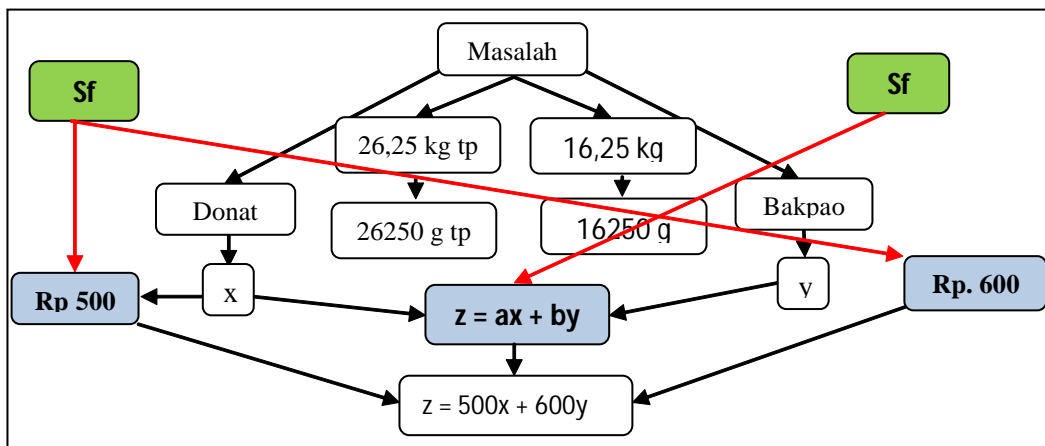 Masalah
Sf
Sf
26,25 kg tp
16,25 kg
Donat
26250 g tp
16250 g
Bakpao
Rp 500
x
z = ax + by
y
Rp. 600
z = 500x + 600y